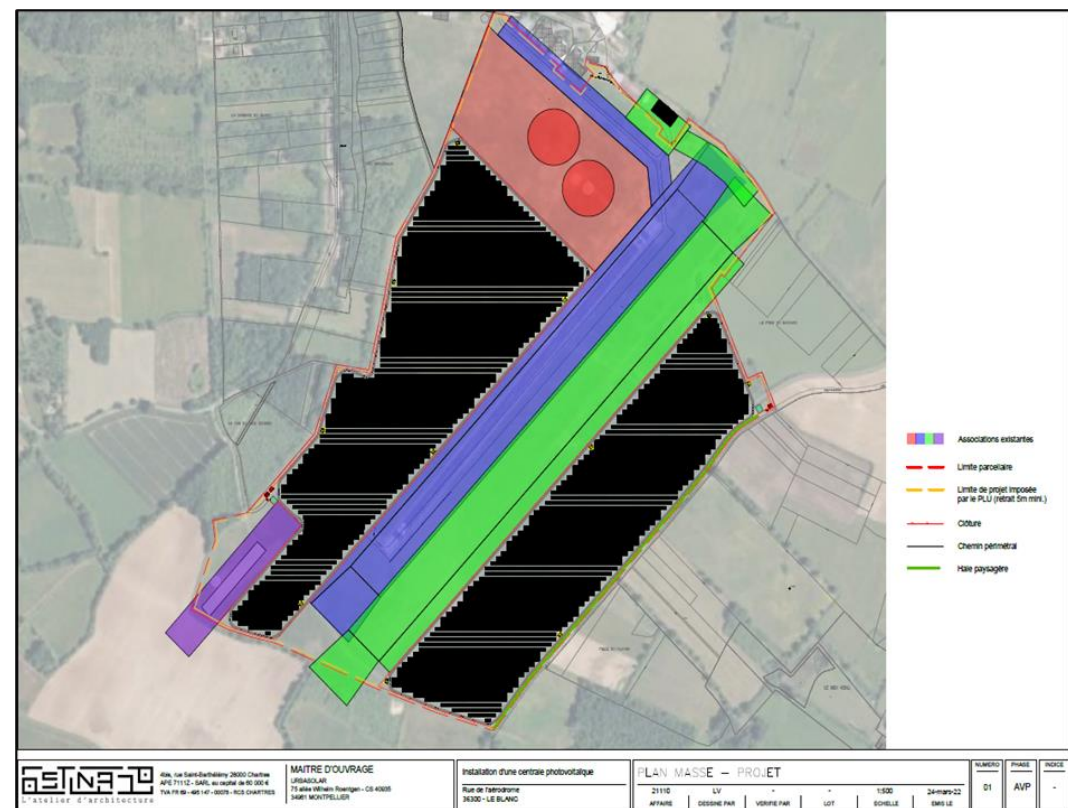 Associations existantes
Limite parcellaire
Limite de projet imposée
par le PLU (retrait 5m mini.)
Clôture
Chemin périmétral
Haie paysagère
L'atelier d'architecture
4bis, rue Saint-Barthélémy 28000 Chartres
APE 7111Z - SARL au capital de 60 000 €
MAITRE D'OUVRAGE
URBASOLAR
75 allée Wilhelm Roentgen - CS 40935
34961 MONTPELLIER
Installation d'une centrale photovoltaïque
Rue de l'aérodrome
36300 - LE BLANC
PLAN MASSE - PROJET
21110 LV - - 1:500 24-mars-22
AFFAIRE DESSINE PAR VERIFIE PAR LOT ECHELLE EMIS LE
NUMERO PHASE INDICE
01 AVP -